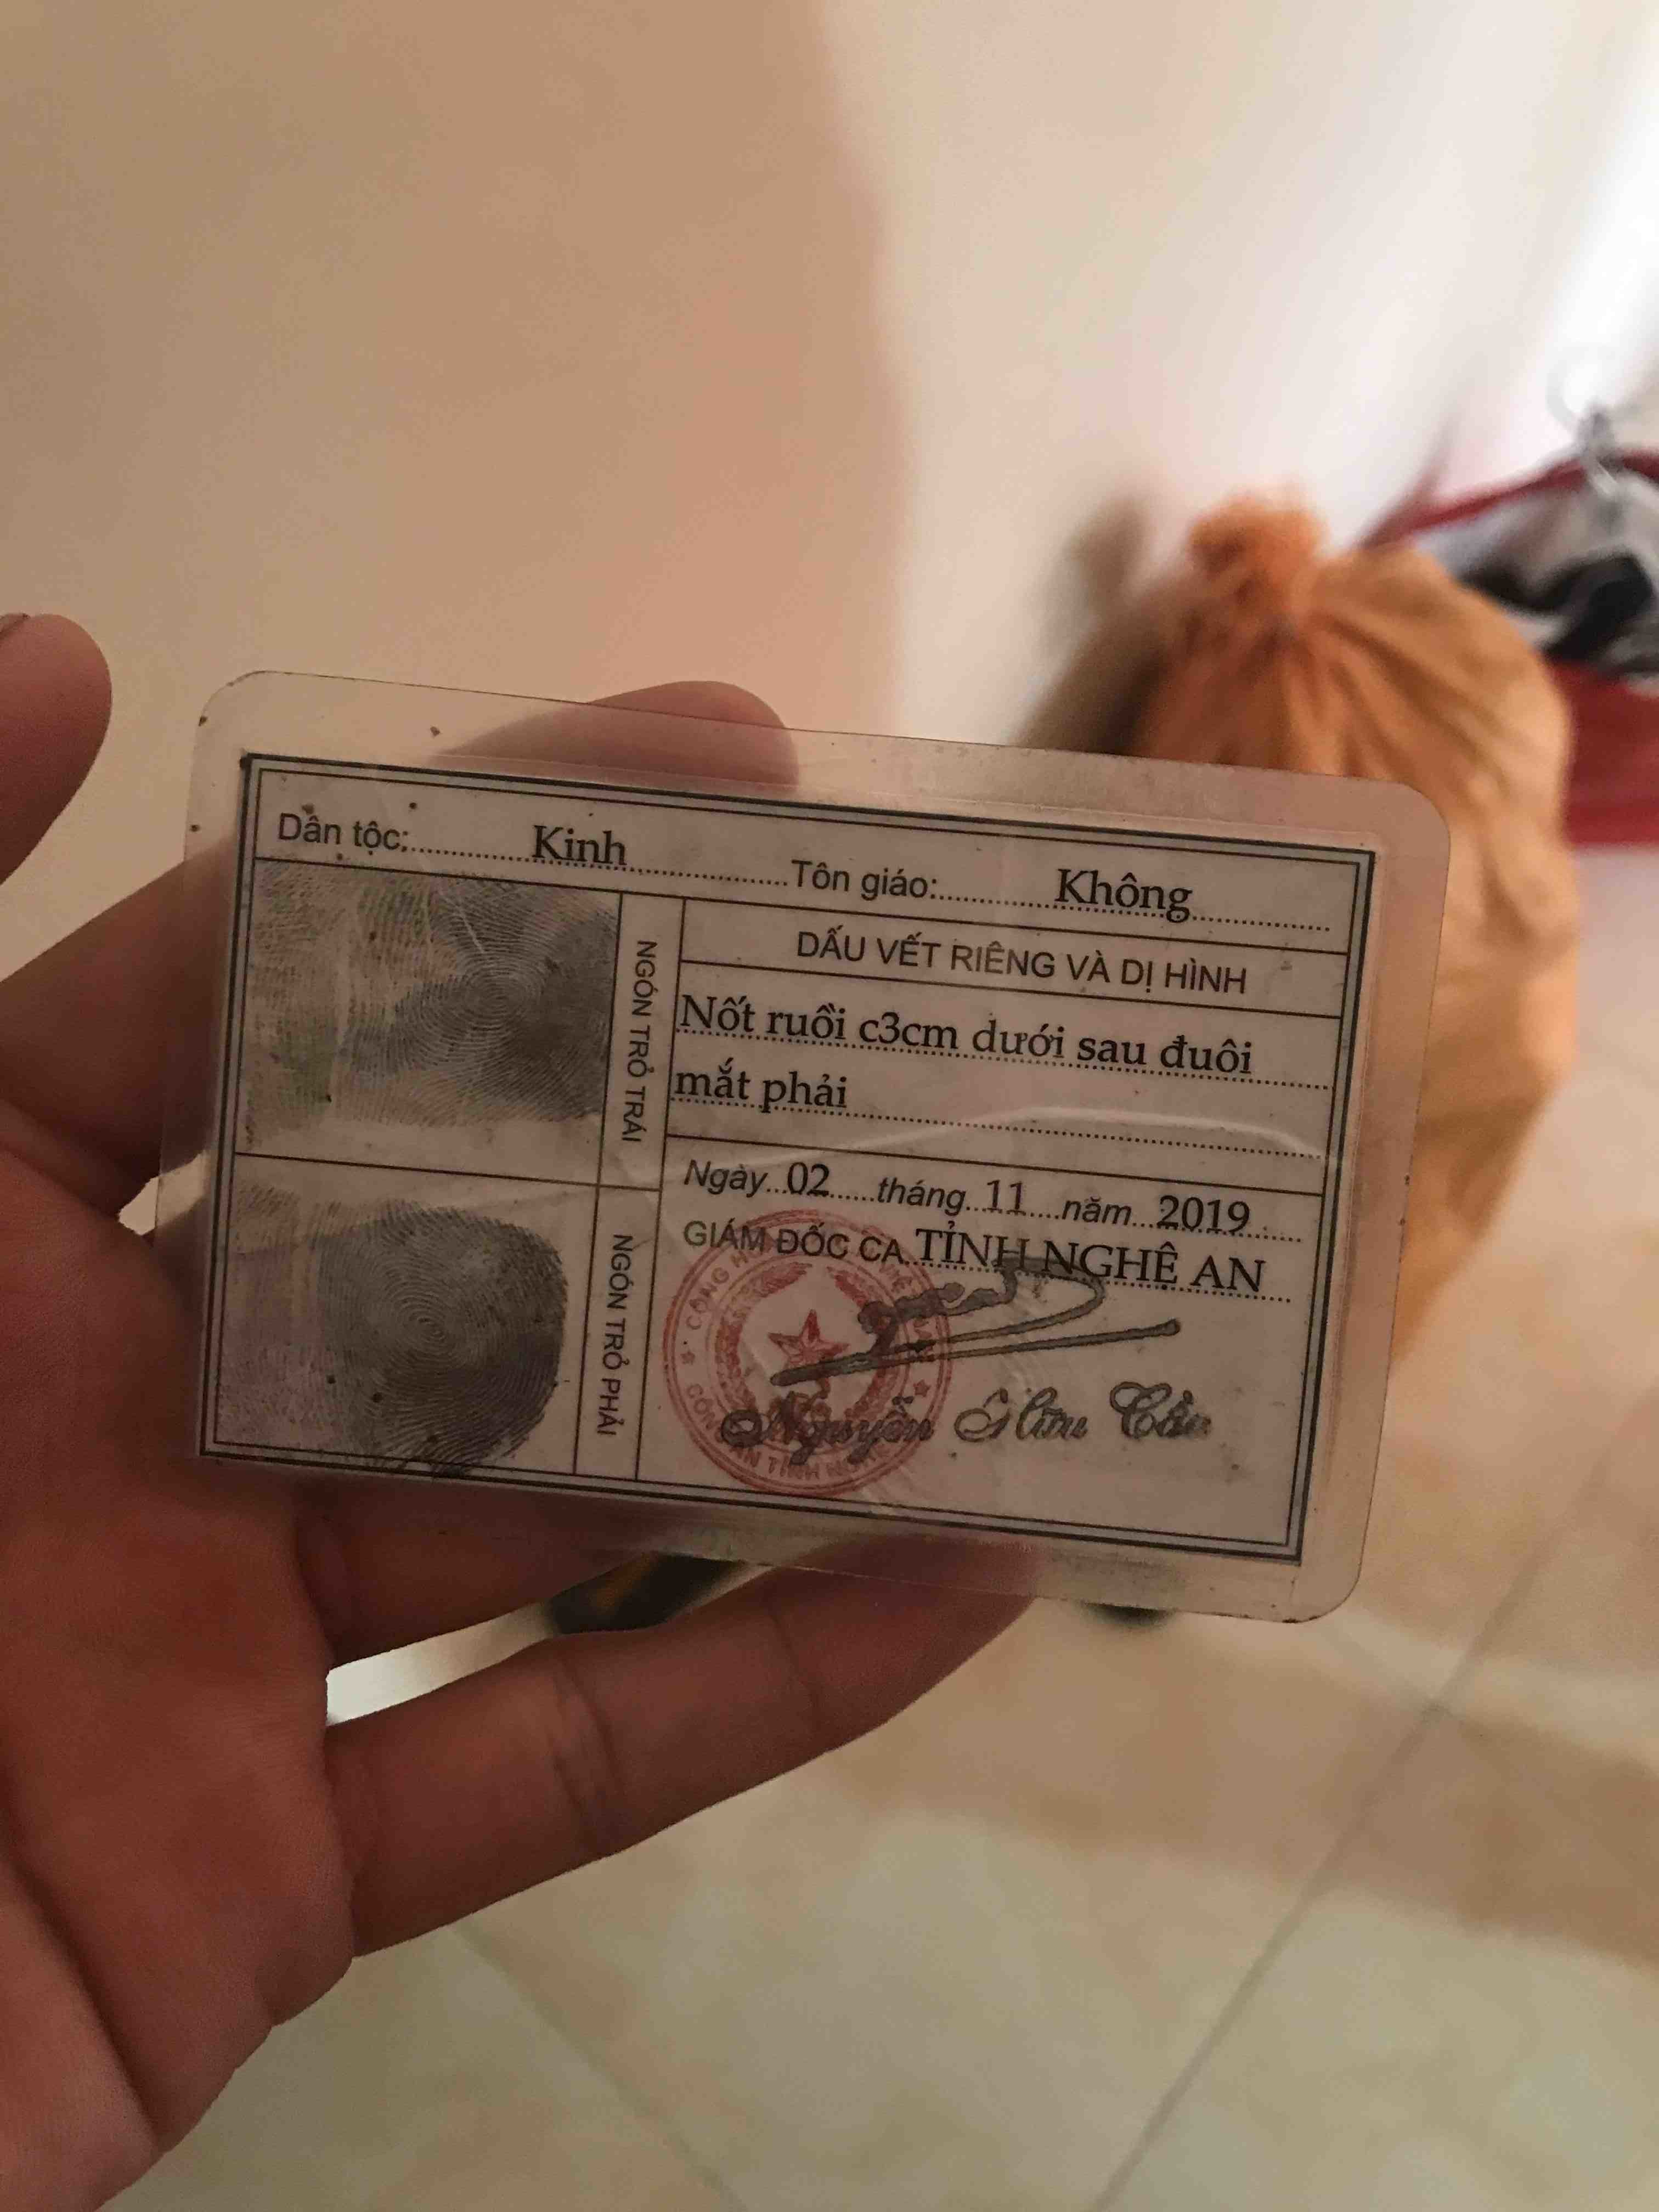 Dân tộc: Kinh Tôn giáo: Không
NGÓN TRỎ TRÁI
DẤU VẾT RIÊNG VÀ DỊ HÌNH
Nốt ruồi c3cm dưới sau đuôi
mắt phải
NGÓN TRỎ PHẢI
Ngày 02 tháng 11 năm 2019
GIÁM ĐỐC CA TỈNH NGHỆ AN
Nguyễn Hữu Cầu